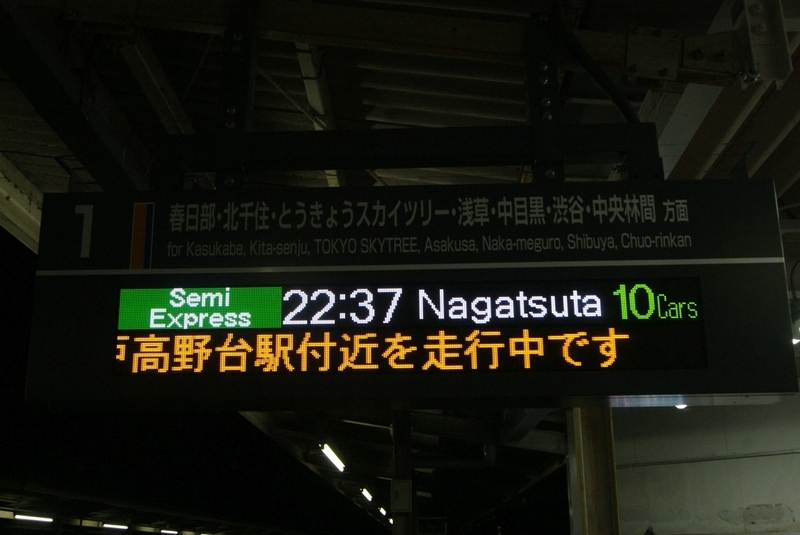 1
春日部・北千住・とうきょうスカイツリー・浅草・中目黒・渋谷・中央林間 方面
for Kasukabe, Kita-senju, TOKYO SKYTREE, Asakusa, Naka-meguro, Shibuya, Chuo-rinkan
Semi Express 22:37 Nagatsuta 10Cars
高野台駅付近を走行中です